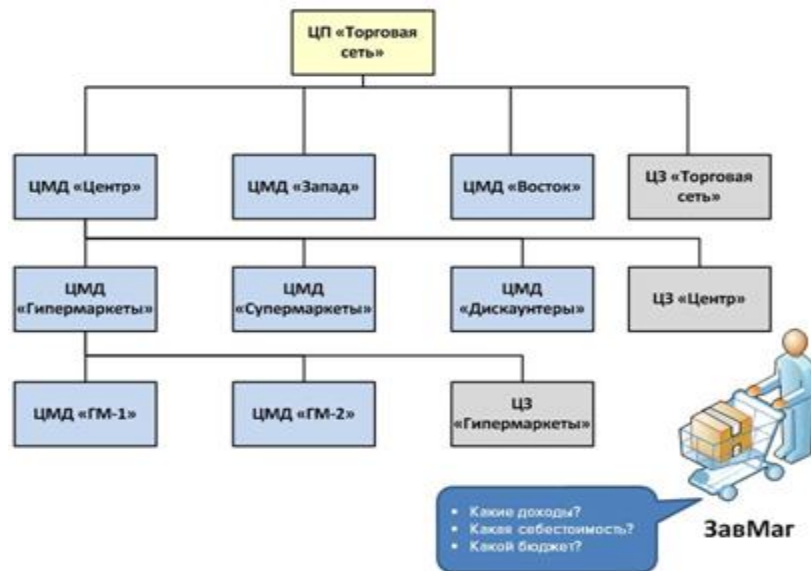 ЦП «Торговая
сеть»
ЦМД «Центр»
ЦМД «Запад»
ЦМД «Восток»
ЦЗ «Торговая
сеть»
ЦМД
«Гипермаркеты»
ЦМД
«Супермаркеты»
ЦМД
«Дискаунтеры»
ЦЗ «Центр»
ЦМД «ГМ-1»
ЦМД «ГМ-2»
ЦЗ
«Гипермаркеты»
• Какие доходы?
• Какая себестоимость?
• Какой бюджет?
ЗавМаг